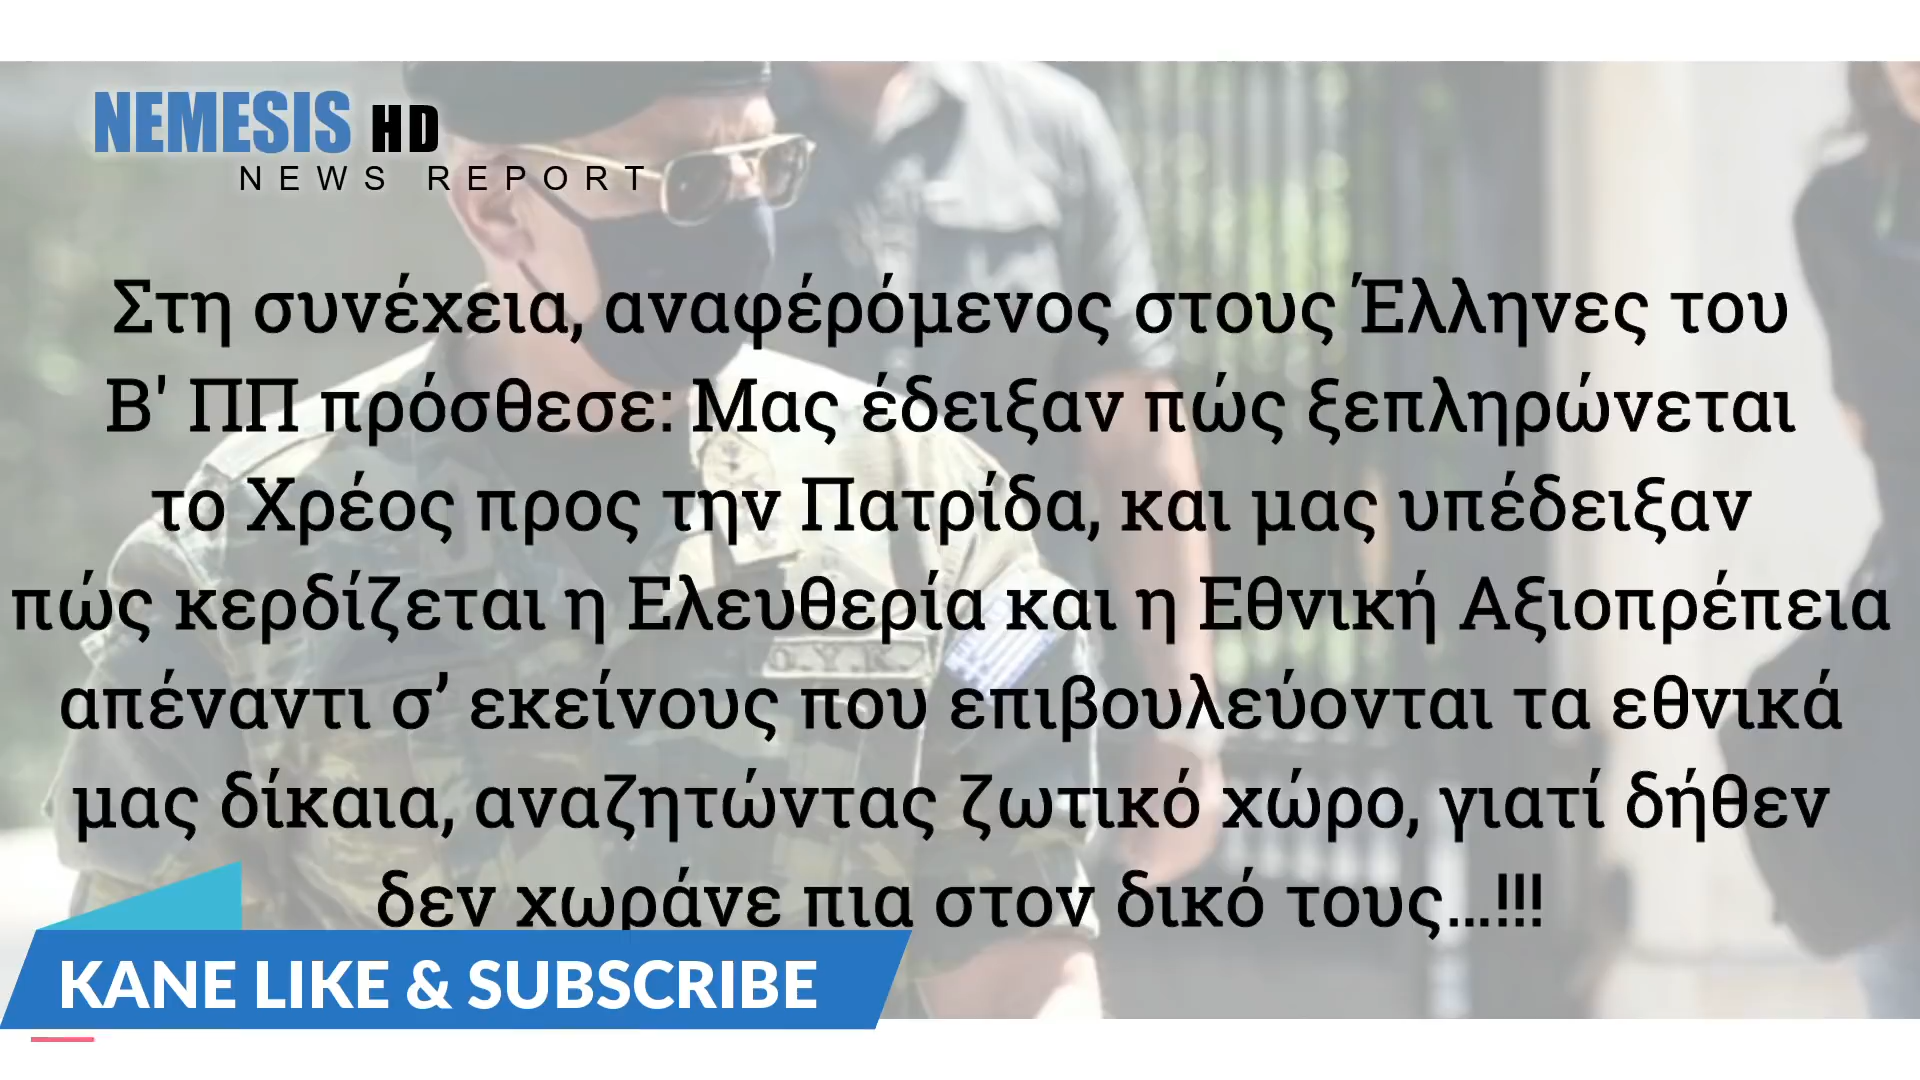 NEMESIS HD
NEWS REPORT
Στη συνέχεια, αναφέρόμενος στους Έλληνες του
Β' ΠΠ πρόσθεσε: Μας έδειξαν πώς ξεπληρώνεται
το Χρέος προς την Πατρίδα, και μας υπέδειξαν
πώς κερδίζεται η Ελευθερία και η Εθνική Αξιοπρέπεια
απέναντι σ’ εκείνους που επιβουλεύονται τα εθνικά
μας δίκαια, αναζητώντας ζωτικό χώρο, γιατί δήθεν
δεν χωράνε πια στον δικό τους…!!!
Ο.Υ.Κ.
KANE LIKE & SUBSCRIBE